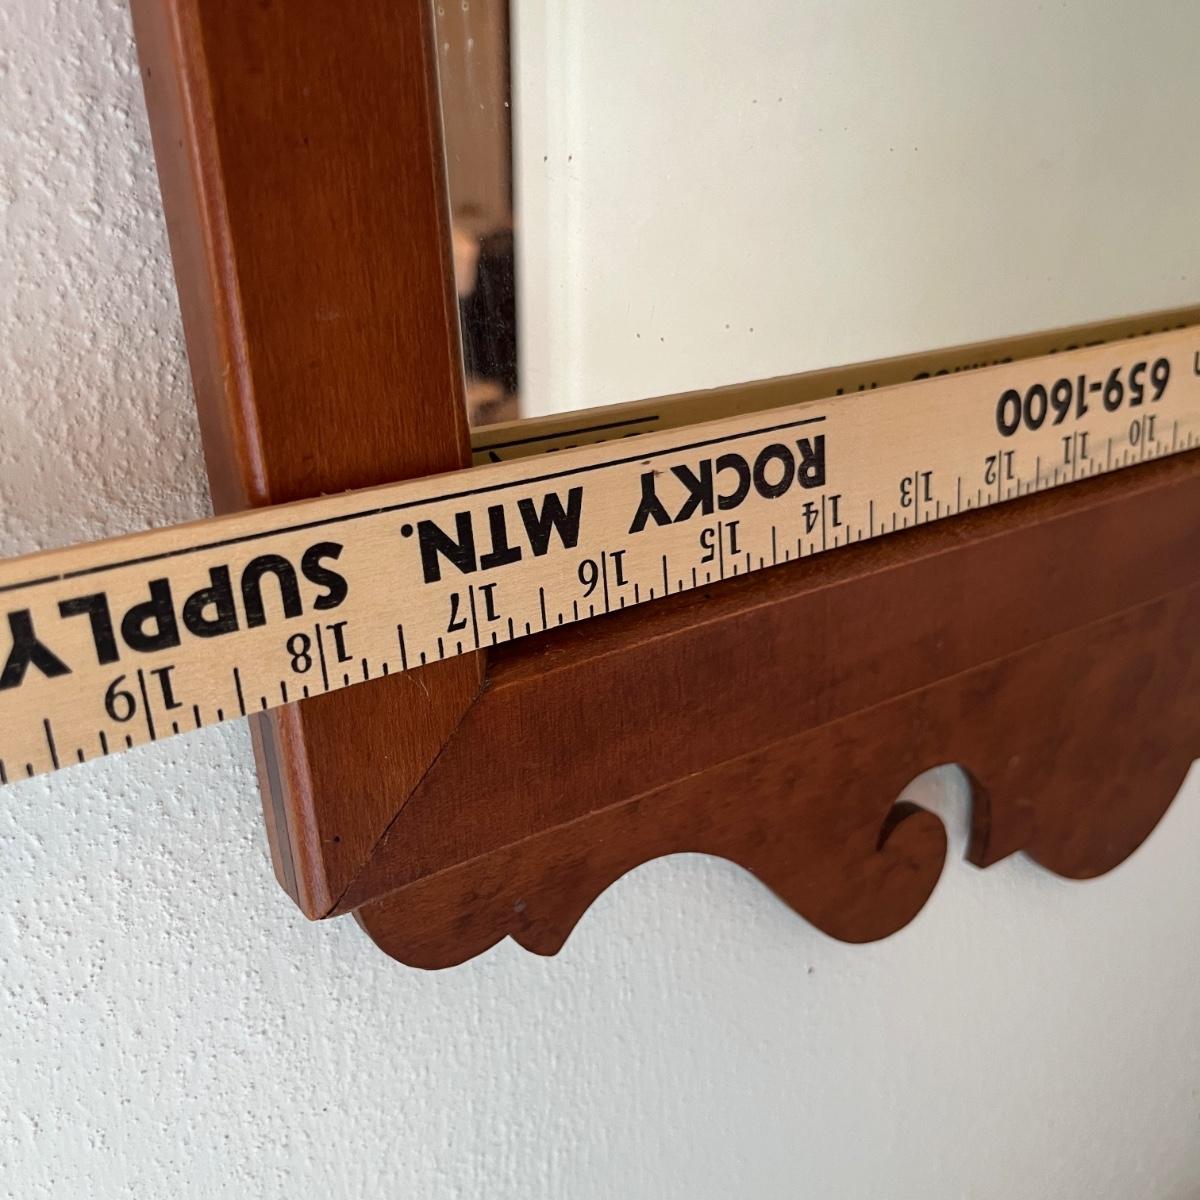 10 11 12 13 14 15 16 17 18 19
659-1600 ROCKY MTN. SUPPLY